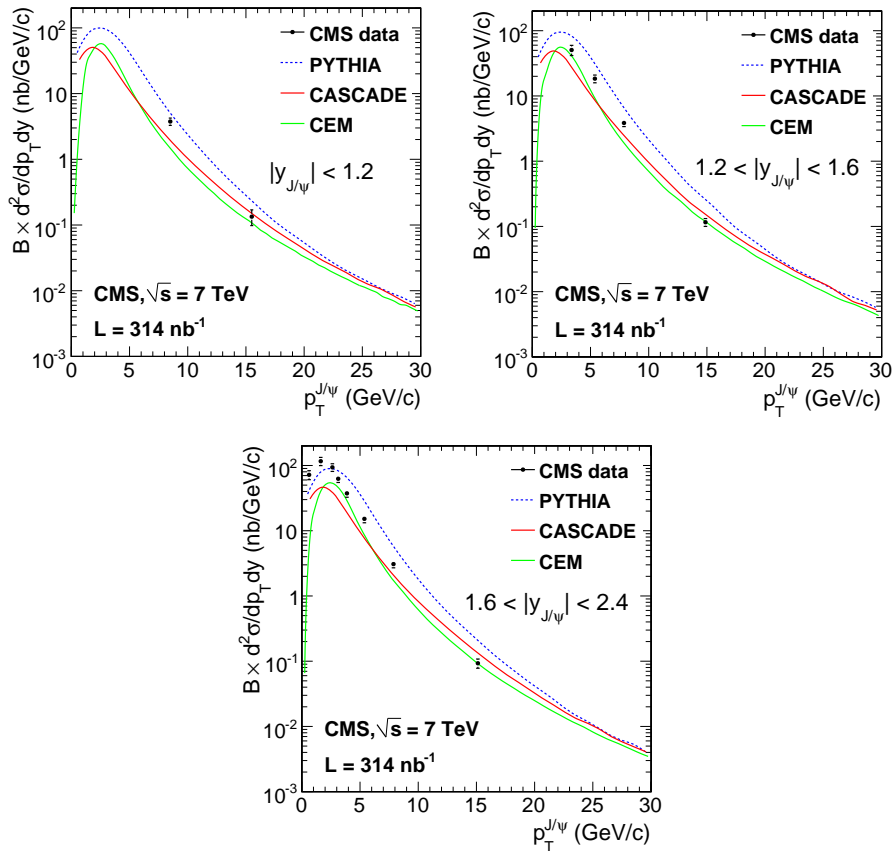 B × d²σ/dp_T dy (nb/GeV/c)
10²
10
1
10⁻¹
10⁻²
10⁻³
CMS data
PYTHIA
CASCADE
CEM
|y_J/ψ| < 1.2
CMS, √s = 7 TeV
L = 314 nb⁻¹
0 5 10 15 20 25 30
p_T^J/ψ (GeV/c)
B × d²σ/dp_T dy (nb/GeV/c)
10²
10
1
10⁻¹
10⁻²
10⁻³
CMS data
PYTHIA
CASCADE
CEM
1.2 < |y_J/ψ| < 1.6
CMS, √s = 7 TeV
L = 314 nb⁻¹
0 5 10 15 20 25 30
p_T^J/ψ (GeV/c)
B × d²σ/dp_T dy (nb/GeV/c)
10²
10
1
10⁻¹
10⁻²
10⁻³
CMS data
PYTHIA
CASCADE
CEM
1.6 < |y_J/ψ| < 2.4
CMS, √s = 7 TeV
L = 314 nb⁻¹
0 5 10 15 20 25 30
p_T^J/ψ (GeV/c)